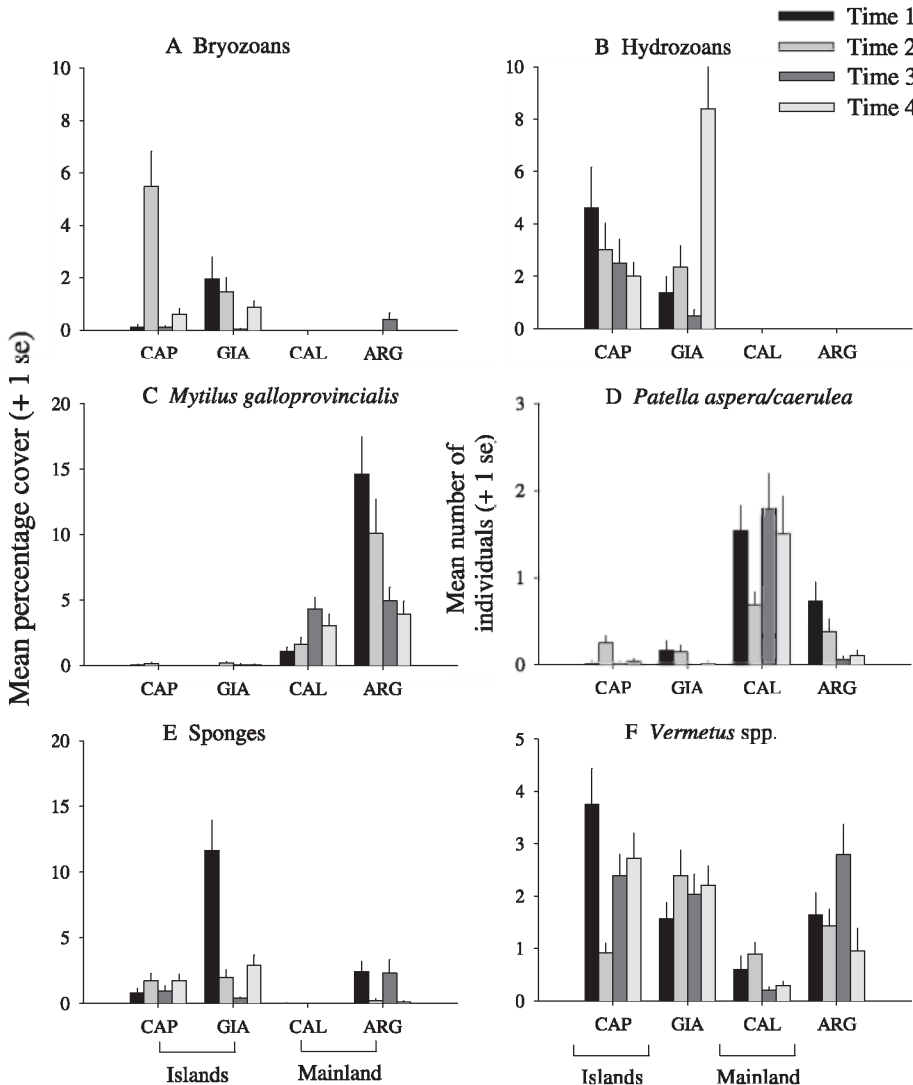 Time 1
Time 2
Time 3
Time 4
A Bryozoans
B Hydrozoans
10
8
6
4
2
0
CAP GIA CAL ARG
10
8
6
4
2
0
CAP GIA CAL ARG
Mean percentage cover (+ 1 se)
C Mytilus galloprovincialis
20
15
10
5
0
CAP GIA CAL ARG
Mean number of
individuals (+ 1 se)
D Patella aspera/caerulea
3
2
1
0
CAP GIA CAL ARG
E Sponges
20
15
10
5
0
CAP GIA CAL ARG
Islands Mainland
F Vermetus spp.
5
4
3
2
1
0
CAP GIA CAL ARG
Islands Mainland